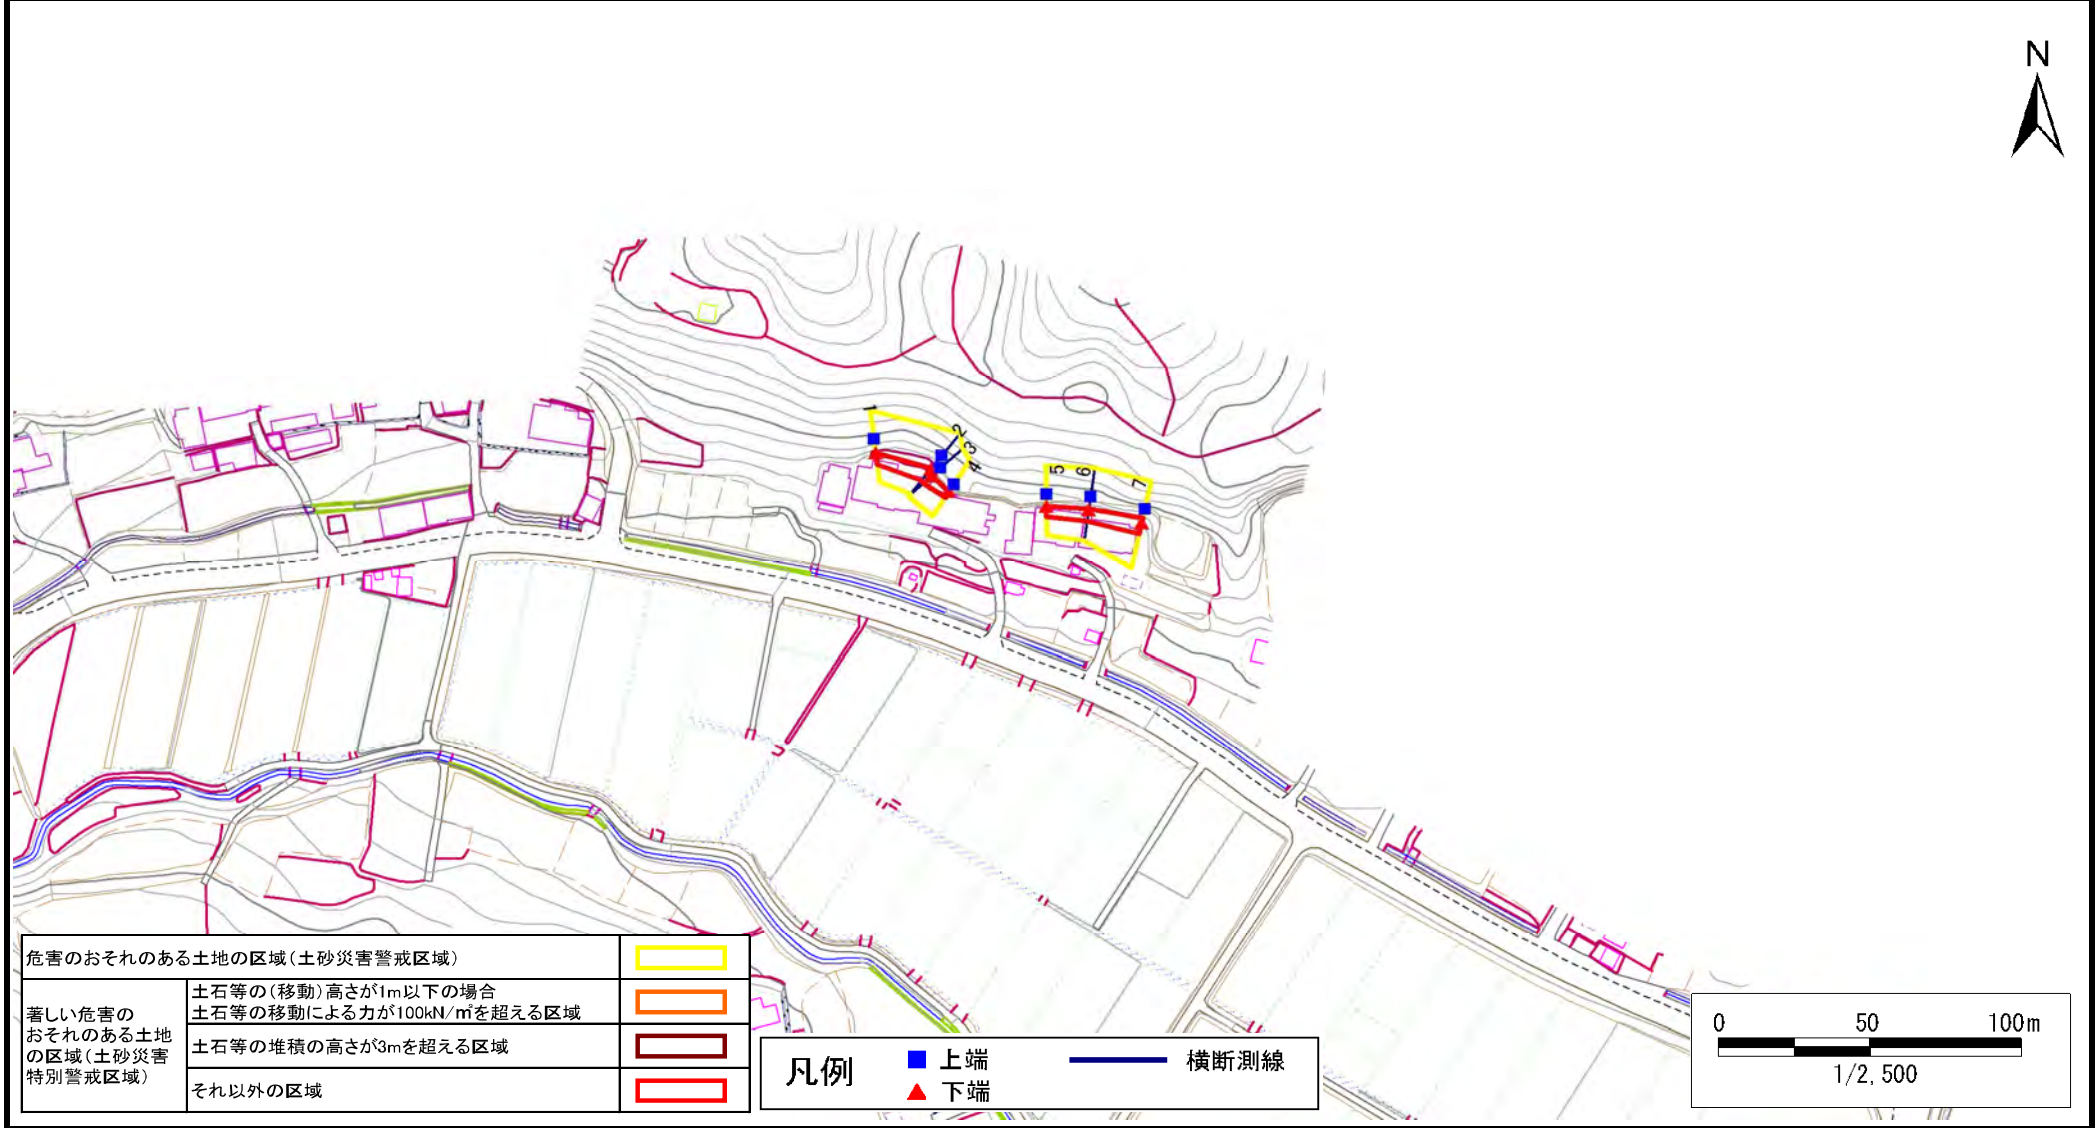 N
1
2
3
4
5
6
7
危害のおそれのある土地の区域(土砂災害警戒区域)
著しい危害の
おそれのある土地
の区域(土砂災害
特別警戒区域)
土石等の(移動)高さが1m以下の場合
土石等の移動による力が100kN/㎡を超える区域
土石等の堆積の高さが3mを超える区域
それ以外の区域
凡例
上端
下端
横断測線
0 50 100m
1/2,500